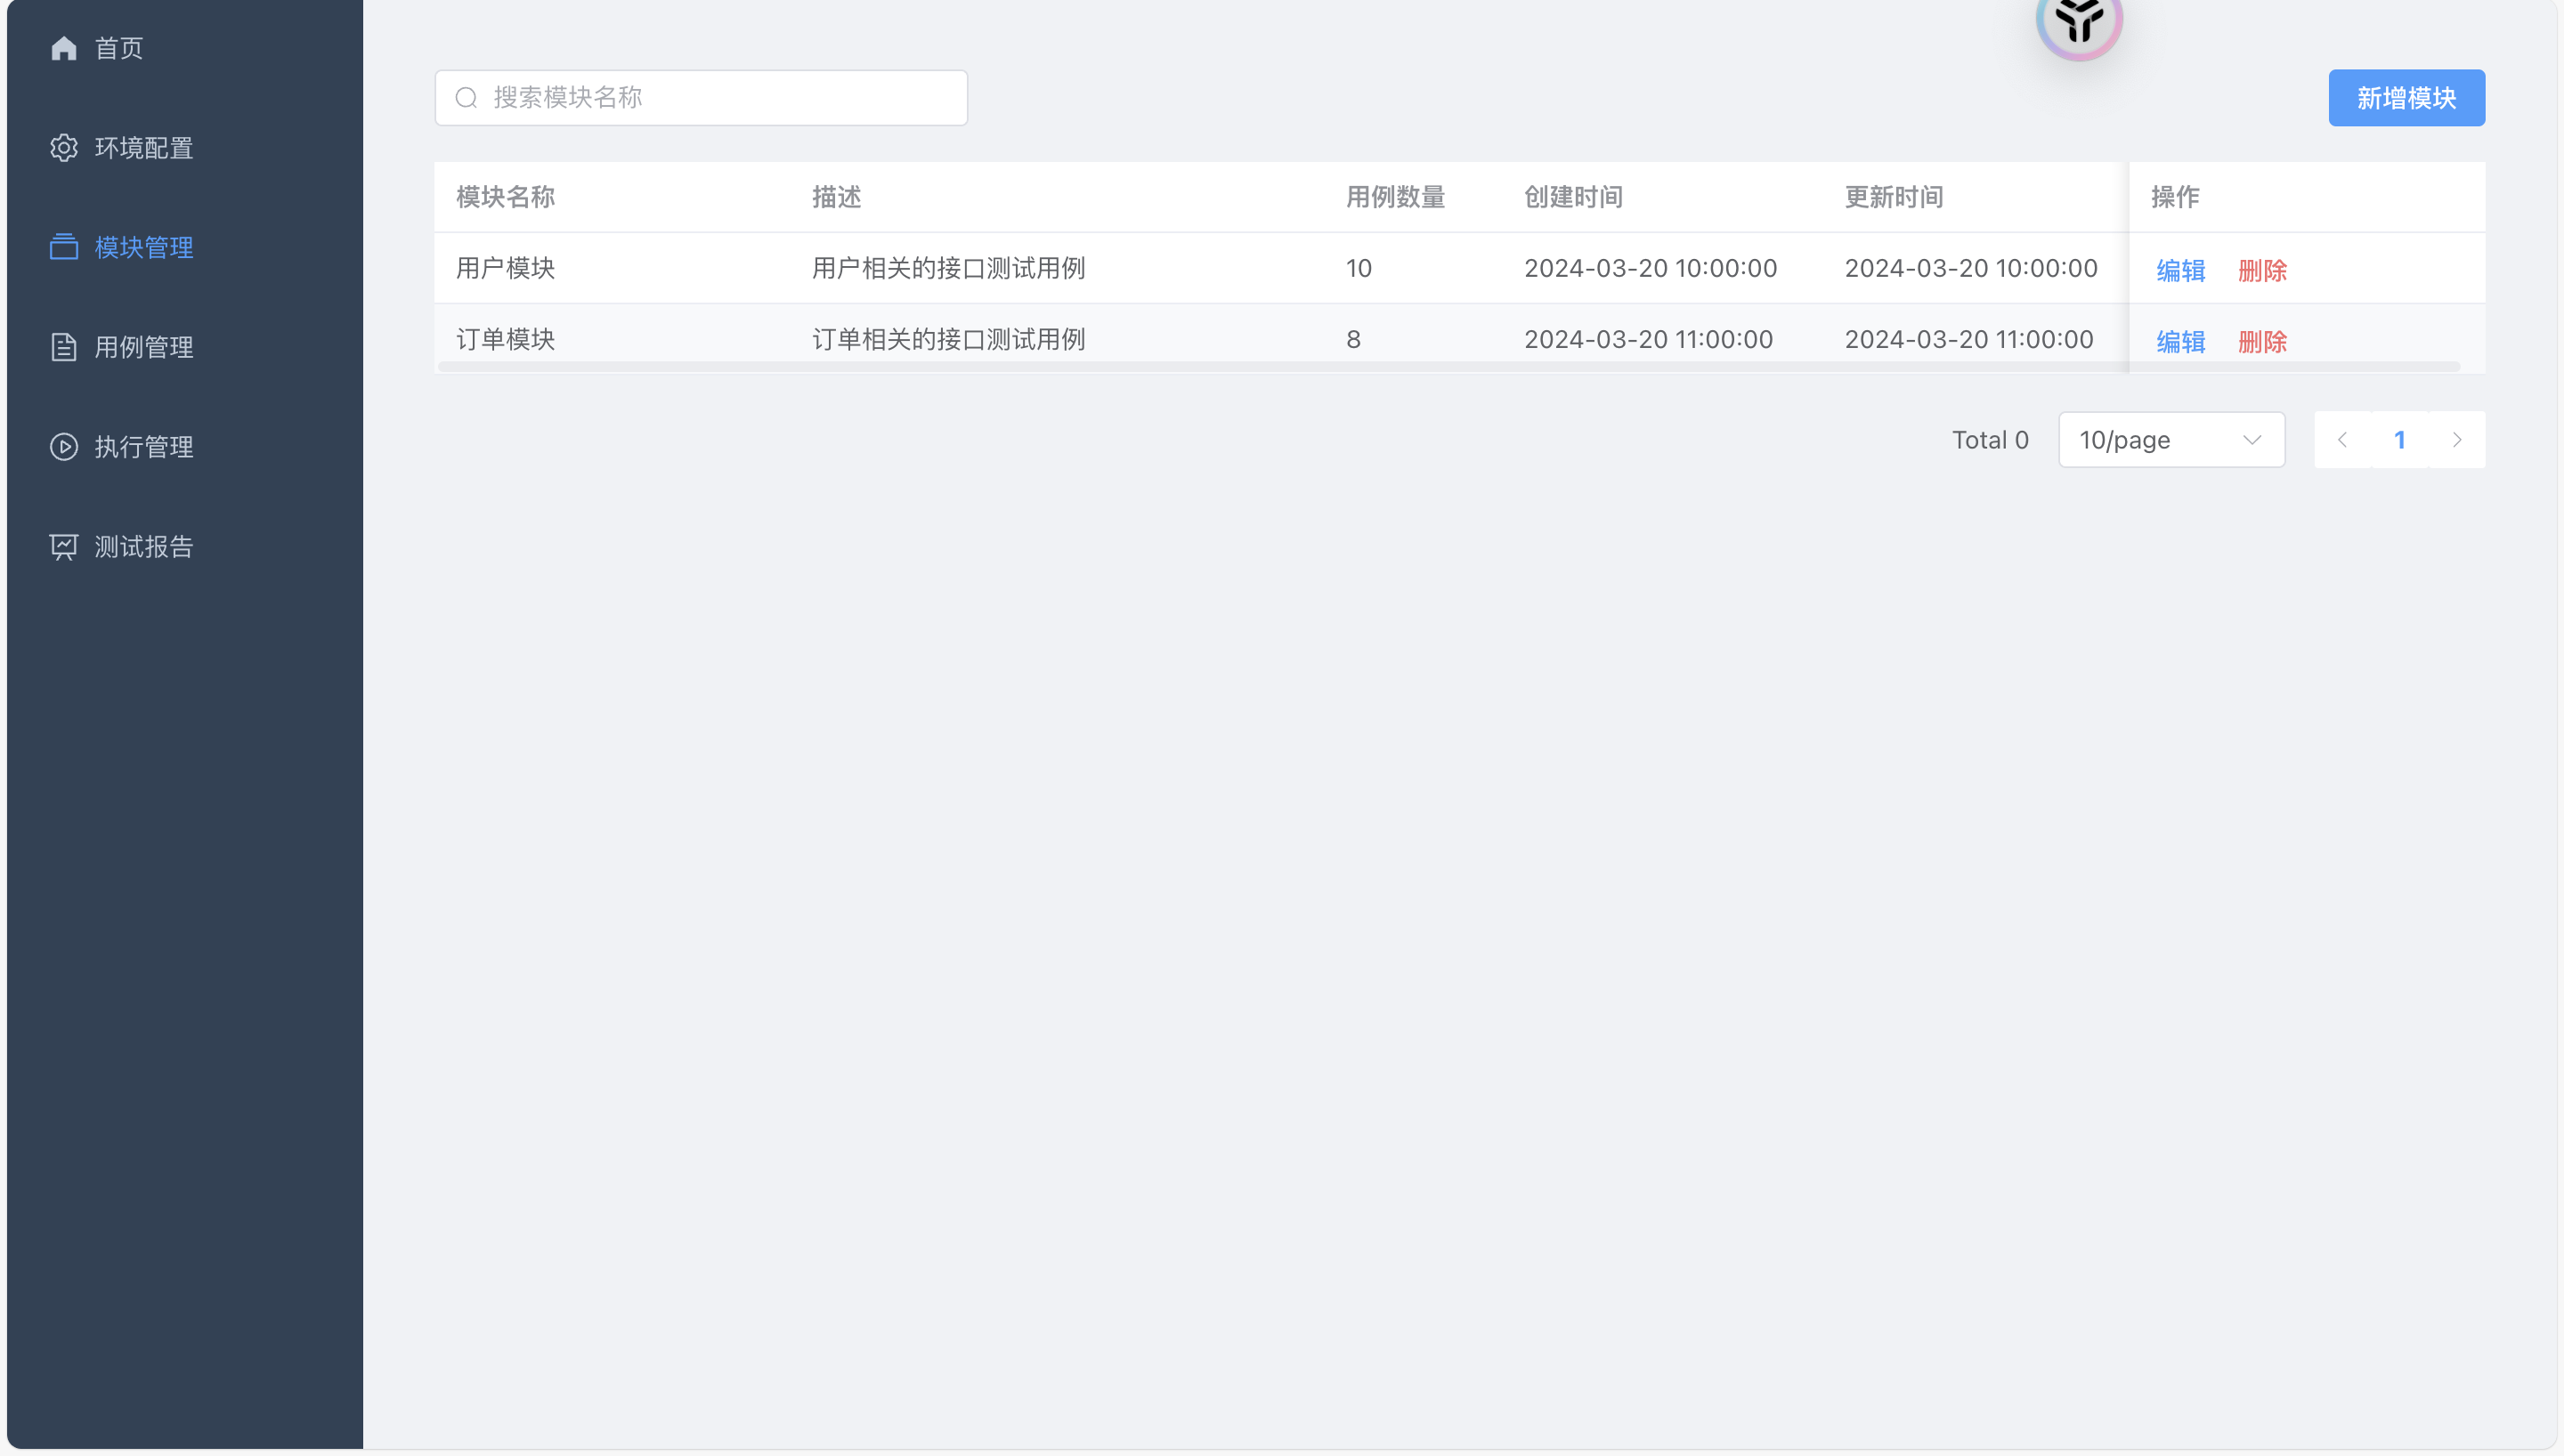 首页
环境配置
模块管理
用例管理
执行管理
测试报告
搜索模块名称
新增模块
模块名称 描述 用例数量 创建时间 更新时间 操作
用户模块 用户相关的接口测试用例 10 2024-03-20 10:00:00 2024-03-20 10:00:00 编辑 删除
订单模块 订单相关的接口测试用例 8 2024-03-20 11:00:00 2024-03-20 11:00:00 编辑 删除
Total 0 10/page 1